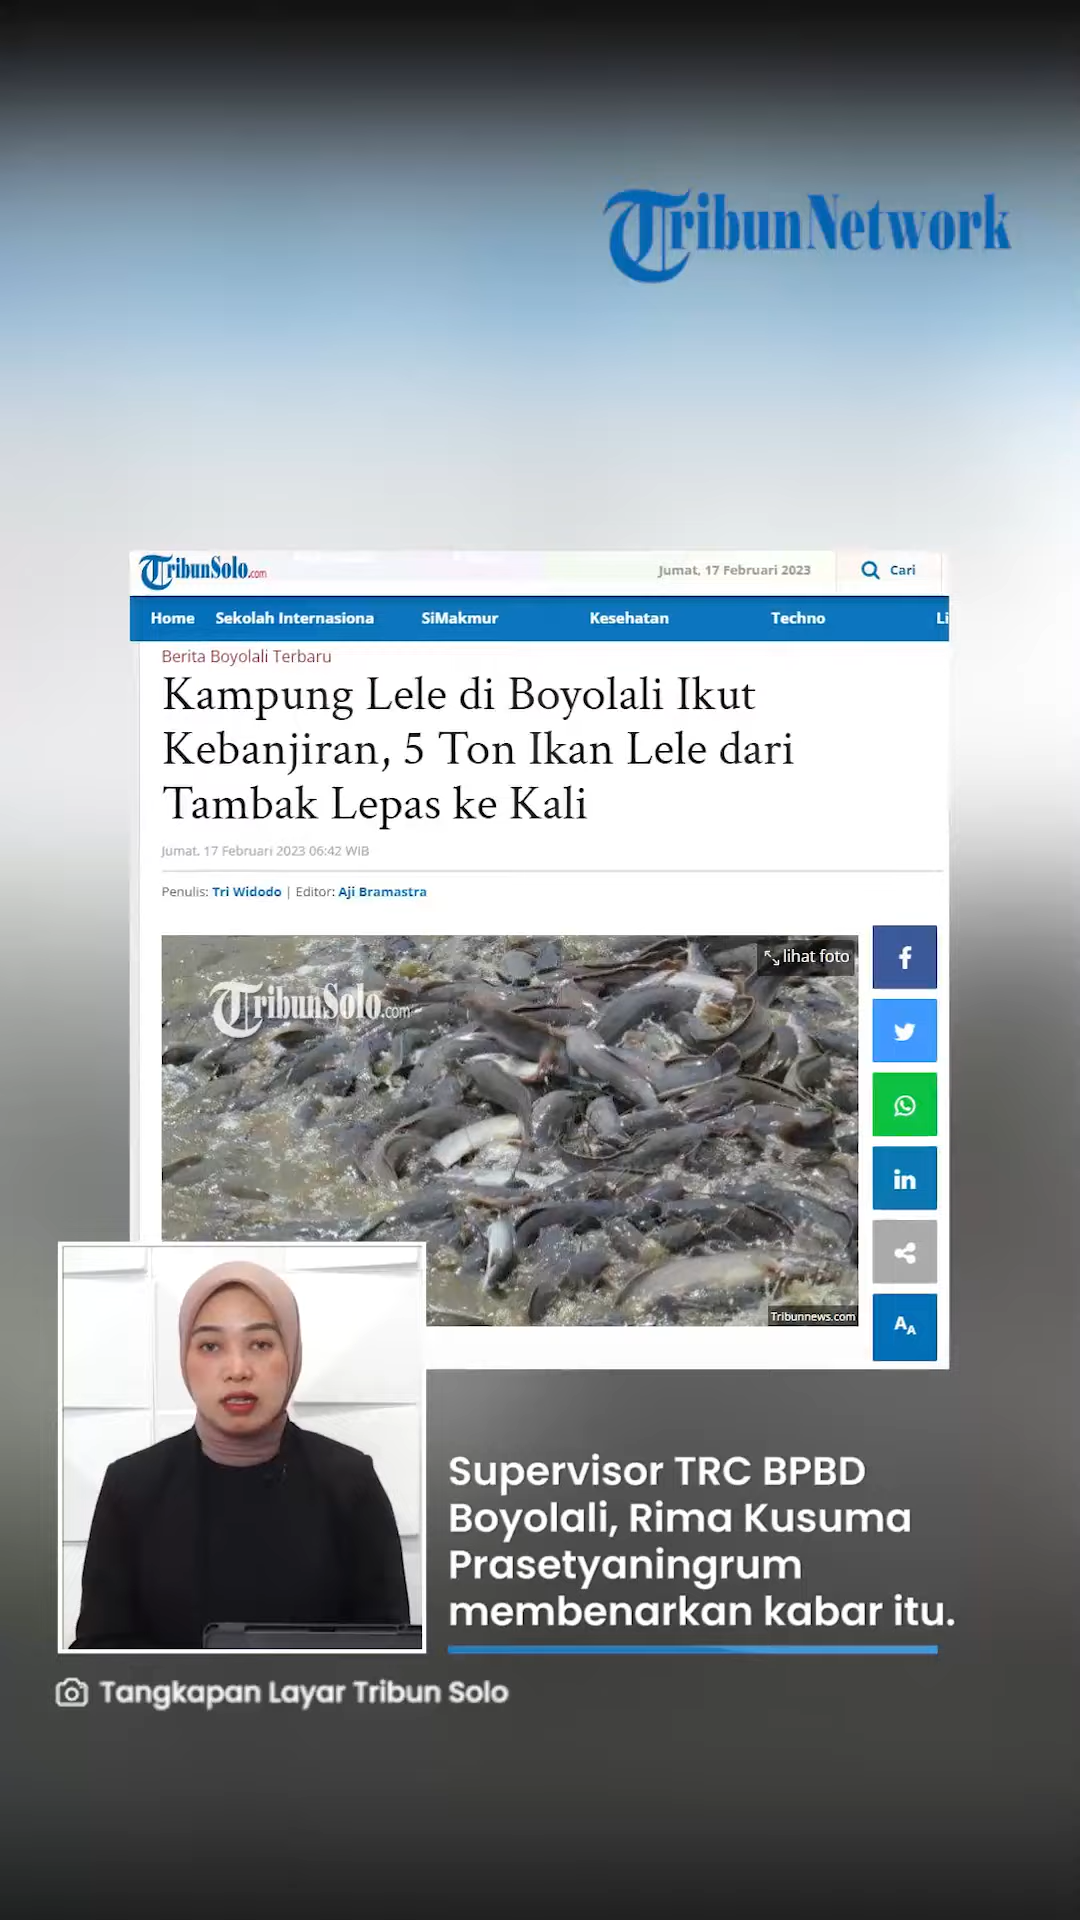 TribunNetwork
TribunSolo.com
Jumat, 17 Februari 2023
Cari
Home Sekolah Internasiona SiMakmur Kesehatan Techno Li
Berita Boyolali Terbaru
Kampung Lele di Boyolali Ikut
Kebanjiran, 5 Ton Ikan Lele dari
Tambak Lepas ke Kali
Jumat, 17 Februari 2023 06:42 WIB
Penulis: Tri Widodo | Editor: Aji Bramastra
lihat foto
TribunSolo.com
Tribunnews.com
Supervisor TRC BPBD
Boyolali, Rima Kusuma
Prasetyaningrum
membenarkan kabar itu.
Tangkapan Layar Tribun Solo